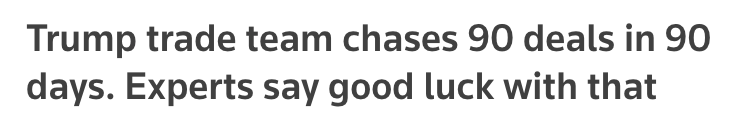 Trump trade team chases 90 deals in 90
days. Experts say good luck with that